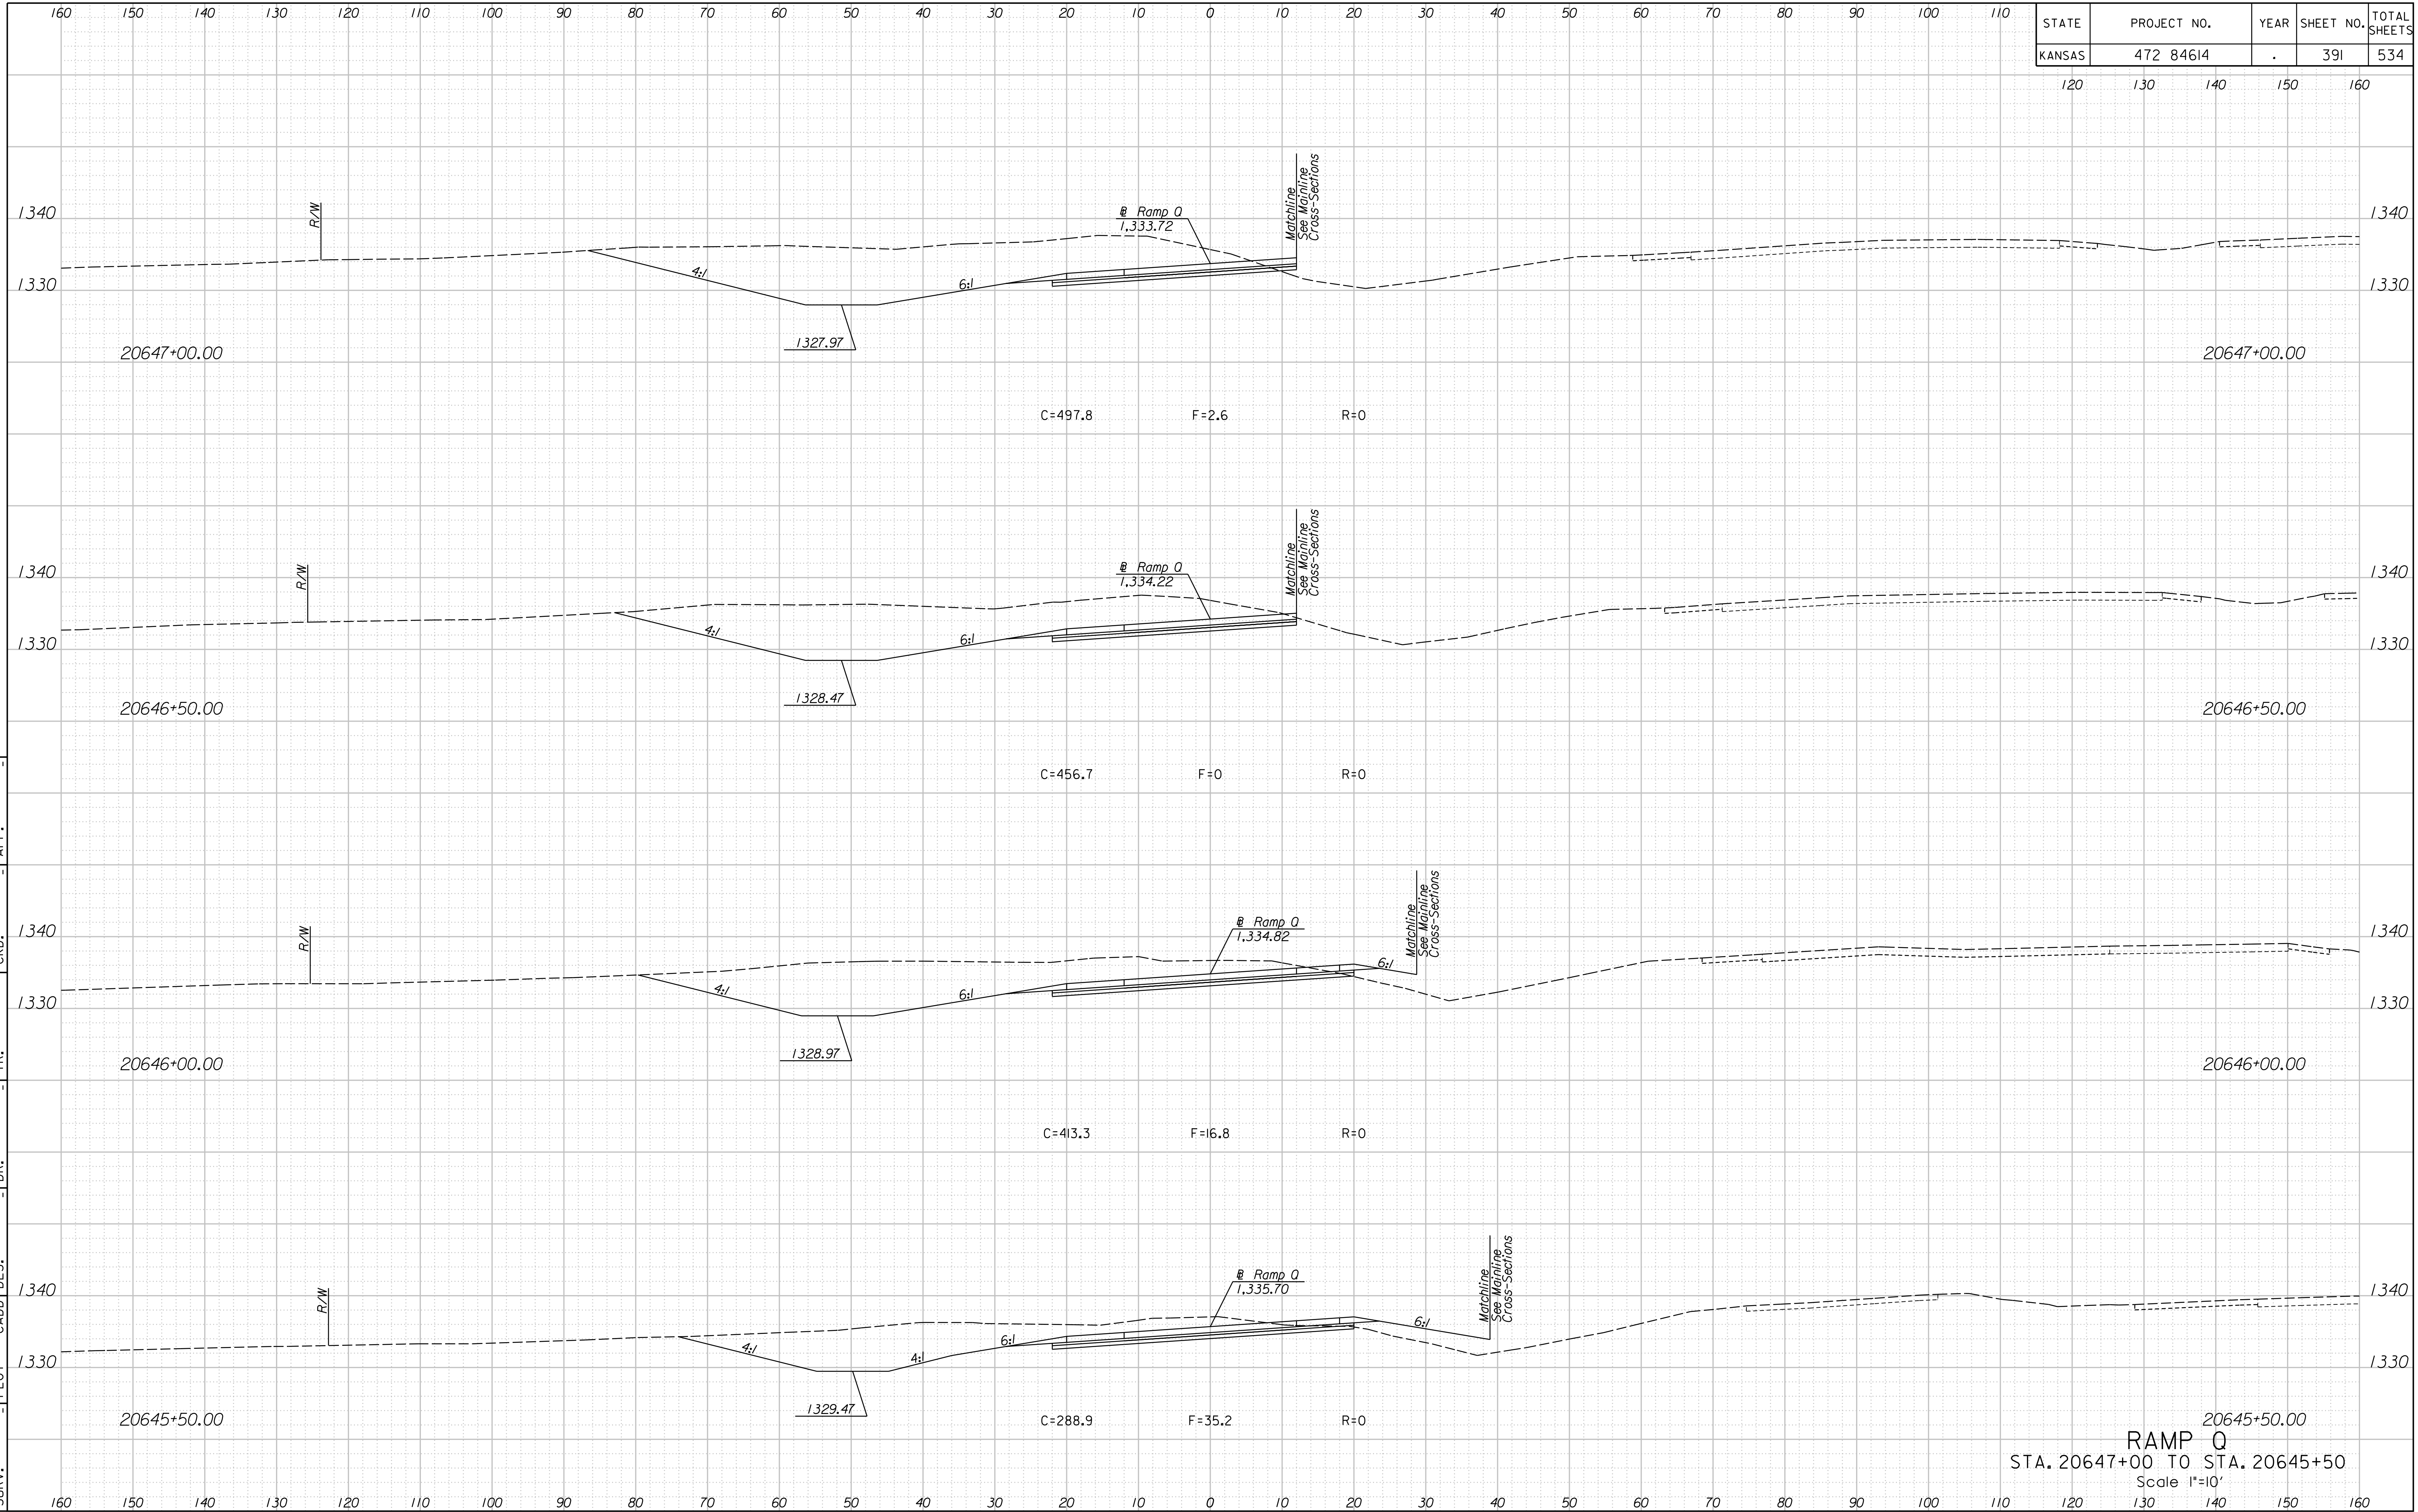 160 150 140 130 120 110 100 90 80 70 60 50 40 30 20 10 0 10 20 30 40 50 60 70 80 90 100 110
STATE PROJECT NO. YEAR SHEET NO. TOTAL SHEETS
KANSAS 472 84614 . 391 534
120 130 140 150 160
Matchline
See Mainline
Cross-Sections
R/W
Ramp Q
1,333.72
1340 1340
4:1 6:1
1330 1330
1327.97
20647+00.00 20647+00.00
C=497.8 F=2.6 R=0
Matchline
See Mainline
Cross-Sections
R/W
Ramp Q
1,334.22
1340 1340
4:1 6:1
1330 1330
1328.47
20646+50.00 20646+50.00
C=456.7 F=0 R=0
Matchline
See Mainline
Cross-Sections
R/W
Ramp Q
1,334.82
1340 1340
4:1 6:1 6:1
1330 1330
1328.97
20646+00.00 20646+00.00
C=413.3 F=16.8 R=0
Matchline
See Mainline
Cross-Sections
R/W
Ramp Q
1,335.70
1340 1340
4:1 4:1 6:1 6:1
1330 1330
1329.47
20645+50.00 C=288.9 F=35.2 R=0 20645+50.00
RAMP Q
STA. 20647+00 TO STA. 20645+50
Scale 1"=10'
160 150 140 130 120 110 100 90 80 70 60 50 40 30 20 10 0 10 20 30 40 50 60 70 80 90 100 110 120 130 140 150 160